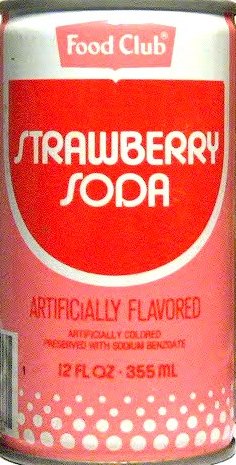 Food Club®
STRAWBERRY
SODA
ARTIFICIALLY FLAVORED
ARTIFICIALLY COLORED
PRESERVED WITH SODIUM BENZOATE
12 FL OZ · 355 ML